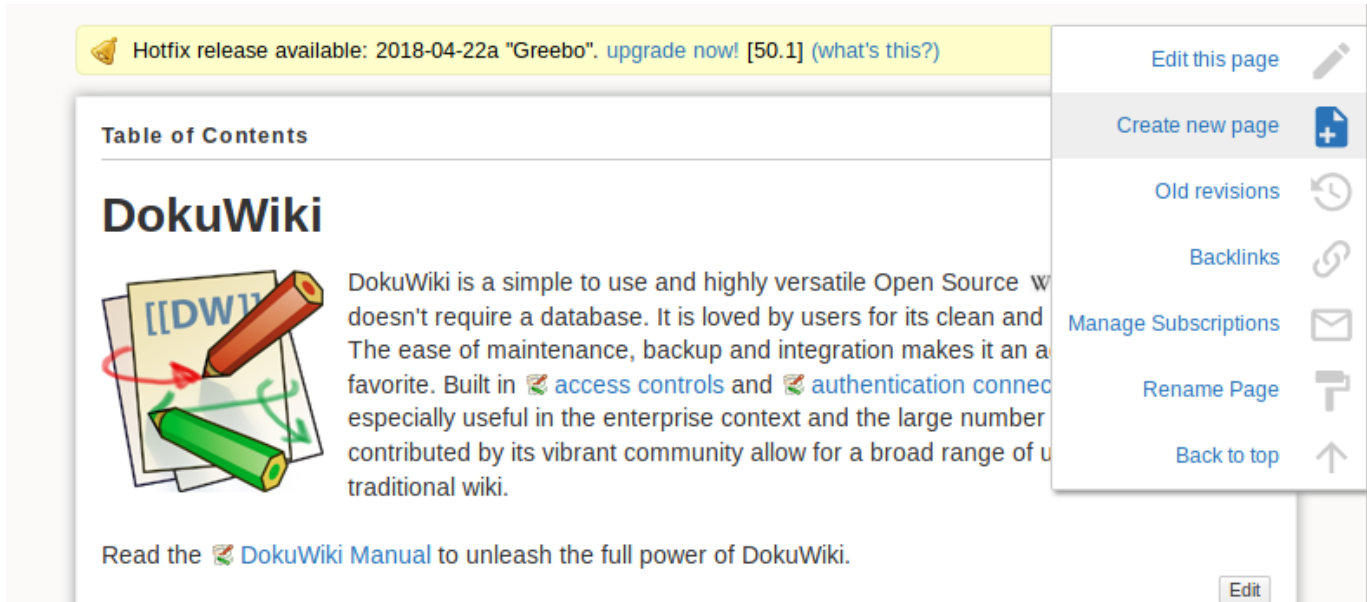 Hotfix release available: 2018-04-22a "Greebo". upgrade now! [50.1] (what's this?)
Table of Contents
DokuWiki
[[DW]]
DokuWiki is a simple to use and highly versatile Open Source W
doesn't require a database. It is loved by users for its clean and
The ease of maintenance, backup and integration makes it an a
favorite. Built in access controls and authentication connec
especially useful in the enterprise context and the large number
contributed by its vibrant community allow for a broad range of u
traditional wiki.
Read the DokuWiki Manual to unleash the full power of DokuWiki.
Edit
Edit this page
Create new page
Old revisions
Backlinks
Manage Subscriptions
Rename Page
Back to top